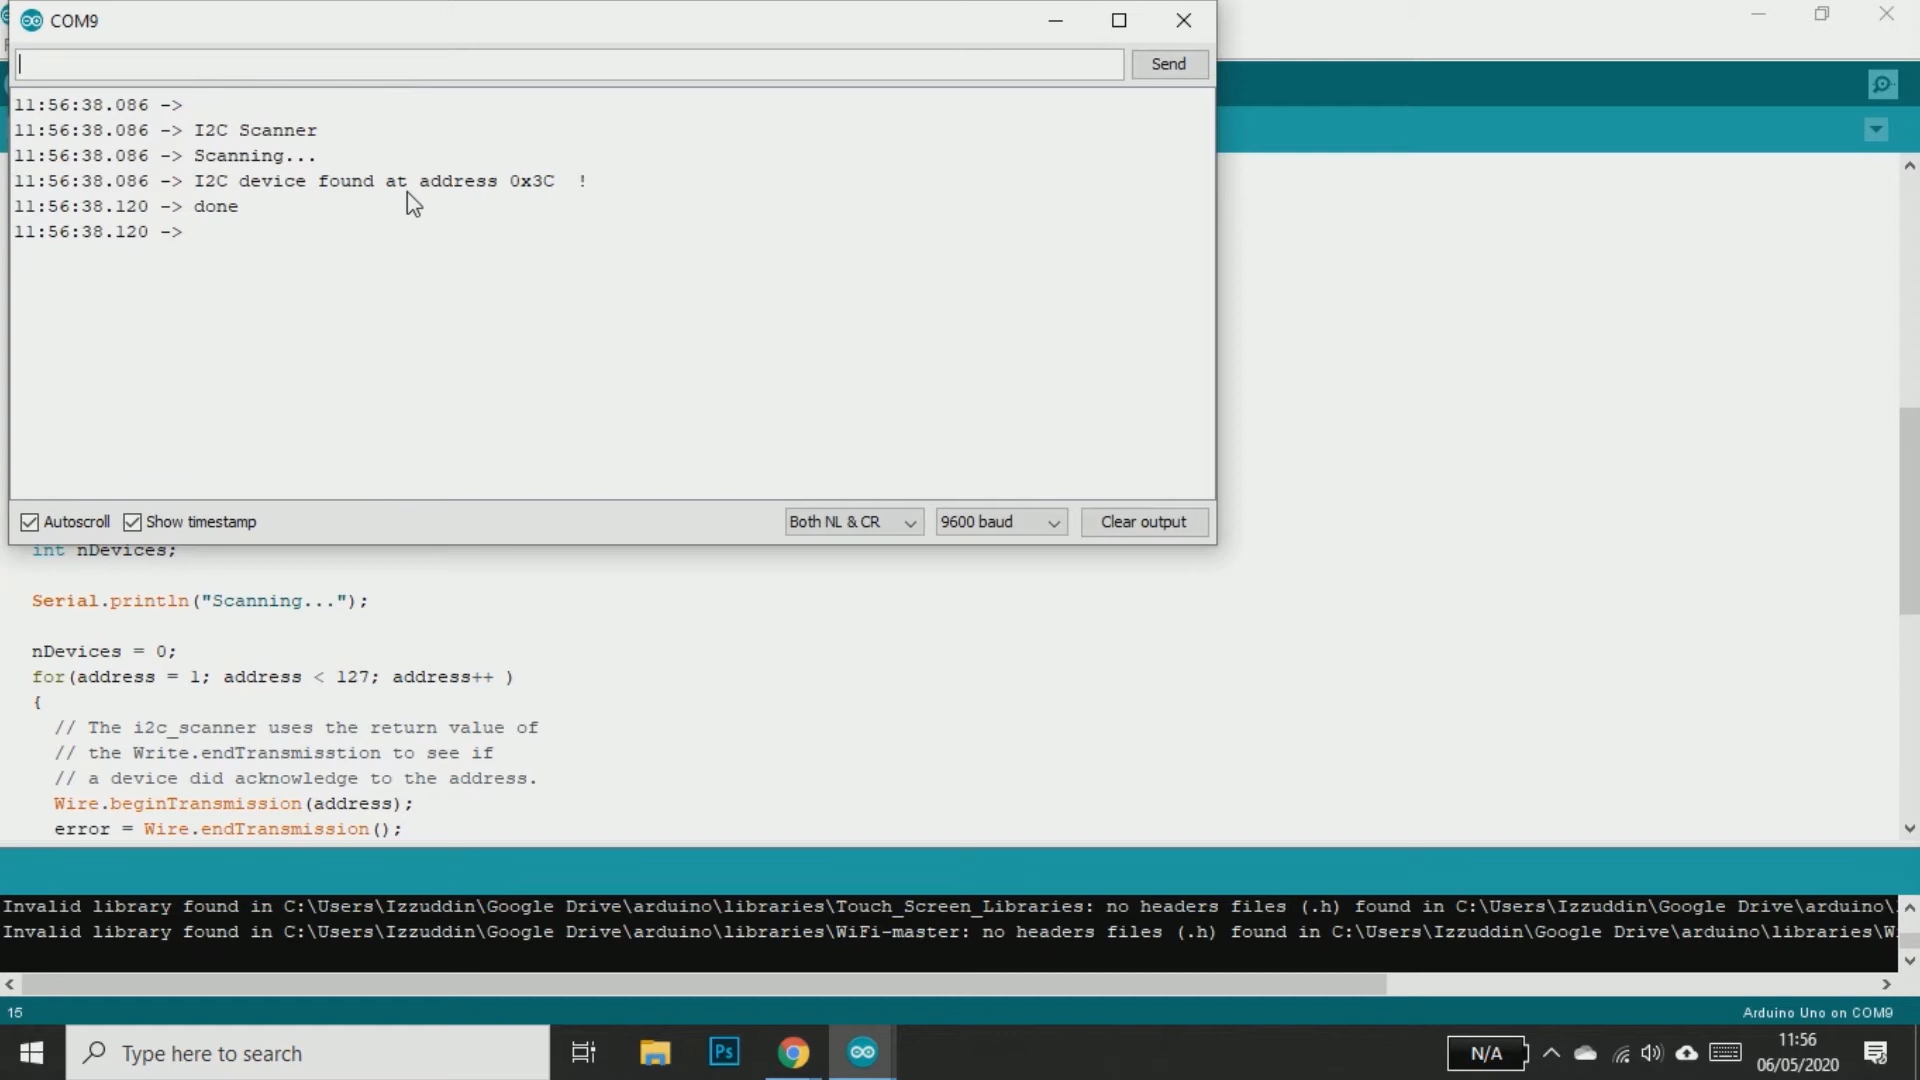 COM9
Send
11:56:38.086 ->
11:56:38.086 -> I2C Scanner
11:56:38.086 -> Scanning...
11:56:38.086 -> I2C device found at address 0x3C  !
11:56:38.120 -> done
11:56:38.120 ->
Autoscroll
Show timestamp
Both NL & CR
9600 baud
Clear output
int nDevices;
Serial.println("Scanning...");
nDevices = 0;
for(address = 1; address < 127; address++ )
{
// The i2c_scanner uses the return value of
// the Write.endTransmisstion to see if
// a device did acknowledge to the address.
Wire.beginTransmission(address);
error = Wire.endTransmission();
Invalid library found in C:\Users\Izzuddin\Google Drive\arduino\libraries\Touch_Screen_Libraries: no headers files (.h) found in C:\Users\Izzuddin\Google Drive\arduino\
Invalid library found in C:\Users\Izzuddin\Google Drive\arduino\libraries\WiFi-master: no headers files (.h) found in C:\Users\Izzuddin\Google Drive\arduino\libraries\W
15
Arduino Uno on COM9
Type here to search
Ps
N/A
11:56
06/05/2020